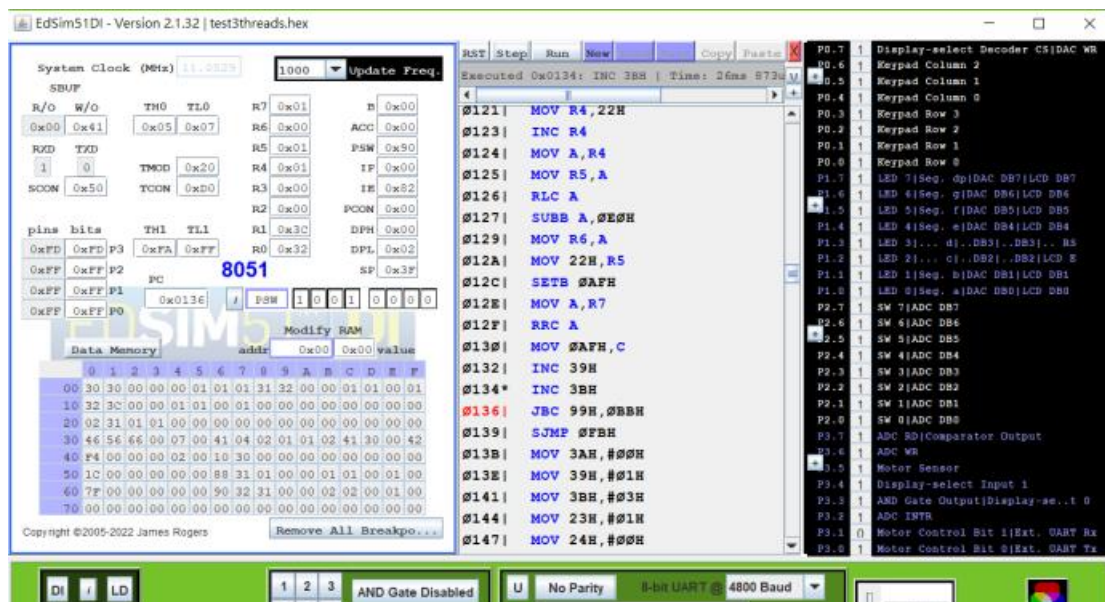 EdSim51DI - Version 2.1.32 | test3threads.hex
System Clock (MHz) 11.0529 1000 Update Freq.
SBUF
R/O W/O TH0 TL0 R7 0x01 B 0x00
0x00 0x41 0x05 0x07 R6 0x00 ACC 0x00
RXD TXD R5 0x01 PSW 0x90
1 0 TMOD 0x20 R4 0x01 IP 0x00
SCON 0x50 TCON 0xD0 R3 0x00 IE 0x82
R2 0x00 PCON 0x00
pins bits TH1 TL1 R1 0x3C DPH 0x00
0xFD 0xFD P3 0xFA 0xFF R0 0x32 DPL 0x02
0xFF 0xFF P2 PC 8051 SP 0x3F
0xFF 0xFF P1 0x0136 PSW 1 0 0 1 0 0 0 0
0xFF 0xFF P0
EDSIM51DI
Modify RAM
Data Memory addr 0x00 0x00 value
0 1 2 3 4 5 6 7 8 9 A B C D E F
00 30 30 00 00 00 01 01 01 31 32 00 00 01 01 00 01
10 32 3C 00 00 01 01 00 01 00 00 00 00 00 00 00 00
20 02 31 01 01 00 00 00 00 00 00 00 00 00 00 00 00
30 46 56 66 00 07 00 41 04 02 01 01 02 41 30 00 42
40 F4 00 00 00 02 00 10 30 00 00 00 00 00 00 00 00
50 1C 00 00 00 00 00 88 31 01 00 00 01 01 00 01 00
60 7F 00 00 00 00 00 90 32 31 00 00 02 02 00 01 00
70 00 00 00 00 00 00 00 00 00 00 00 00 00 00 00 00
Copyright ©2005-2022 James Rogers Remove All Breakpo...
RST Step Run New Copy Paste X
Executed 0x0134: INC 3BH | Time: 26ms 873u
0121| MOV R4,22H
0123| INC R4
0124| MOV A,R4
0125| MOV R5,A
0126| RLC A
0127| SUBB A,0E0H
0129| MOV R6,A
012A| MOV 22H,R5
012C| SETB 0AFH
012E| MOV A,R7
012F| RRC A
0130| MOV 0AFH,C
0132| INC 39H
0134* INC 3BH
0136| JBC 99H,0BBH
0139| SJMP 0FBH
013B| MOV 3AH,#00H
013E| MOV 39H,#01H
0141| MOV 3BH,#03H
0144| MOV 23H,#01H
0147| MOV 24H,#00H
P0.7 1 Display-select Decoder CS|DAC WR
P0.6 1 Keypad Column 2
P0.5 1 Keypad Column 1
P0.4 1 Keypad Column 0
P0.3 1 Keypad Row 3
P0.2 1 Keypad Row 2
P0.1 1 Keypad Row 1
P0.0 1 Keypad Row 0
P1.7 1 LED 7|Seg. dp|DAC DB7|LCD DB7
P1.6 1 LED 6|Seg. g|DAC DB6|LCD DB6
P1.5 1 LED 5|Seg. f|DAC DB5|LCD DB5
P1.4 1 LED 4|Seg. e|DAC DB4|LCD DB4
P1.3 1 LED 3|... d|..DB3|..DB3|.. RS
P1.2 1 LED 2|... c|..DB2|..DB2|LCD E
P1.1 1 LED 1|Seg. b|DAC DB1|LCD DB1
P1.0 1 LED 0|Seg. a|DAC DB0|LCD DB0
P2.7 1 SW 7|ADC DB7
P2.6 1 SW 6|ADC DB6
P2.5 1 SW 5|ADC DB5
P2.4 1 SW 4|ADC DB4
P2.3 1 SW 3|ADC DB3
P2.2 1 SW 2|ADC DB2
P2.1 1 SW 1|ADC DB1
P2.0 1 SW 0|ADC DB0
P3.7 1 ADC RD|Comparator Output
P3.6 1 ADC WR
P3.5 1 Motor Sensor
P3.4 1 Display-select Input 1
P3.3 1 AND Gate Output|Display-se..t 0
P3.2 1 ADC INTR
P3.1 0 Motor Control Bit 1|Ext. UART Rx
P3.0 1 Motor Control Bit 0|Ext. UART Tx
DI i LD 1 2 3 AND Gate Disabled U No Parity 8-bit UART @ 4800 Baud